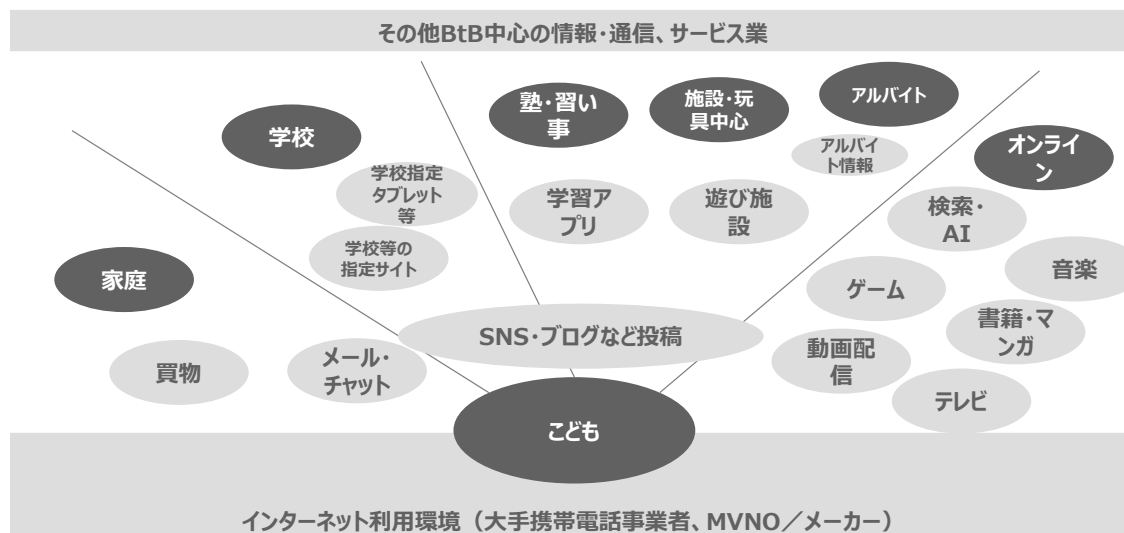 その他BtB中心の情報・通信、サービス業
学校
塾・習い
事
施設・玩
具中心
アルバイト
アルバイ
ト情報
オンライ
ン
学校指定
タブレット
等
学習ア
プリ
遊び施
設
検索・
AI
学校等の
指定サイト
家庭
ゲーム
音楽
SNS・ブログなど投稿
書籍・マ
ンガ
買物
メール・
チャット
動画配
信
テレビ
こども
インターネット利用環境（大手携帯電話事業者、MVNO／メーカー）